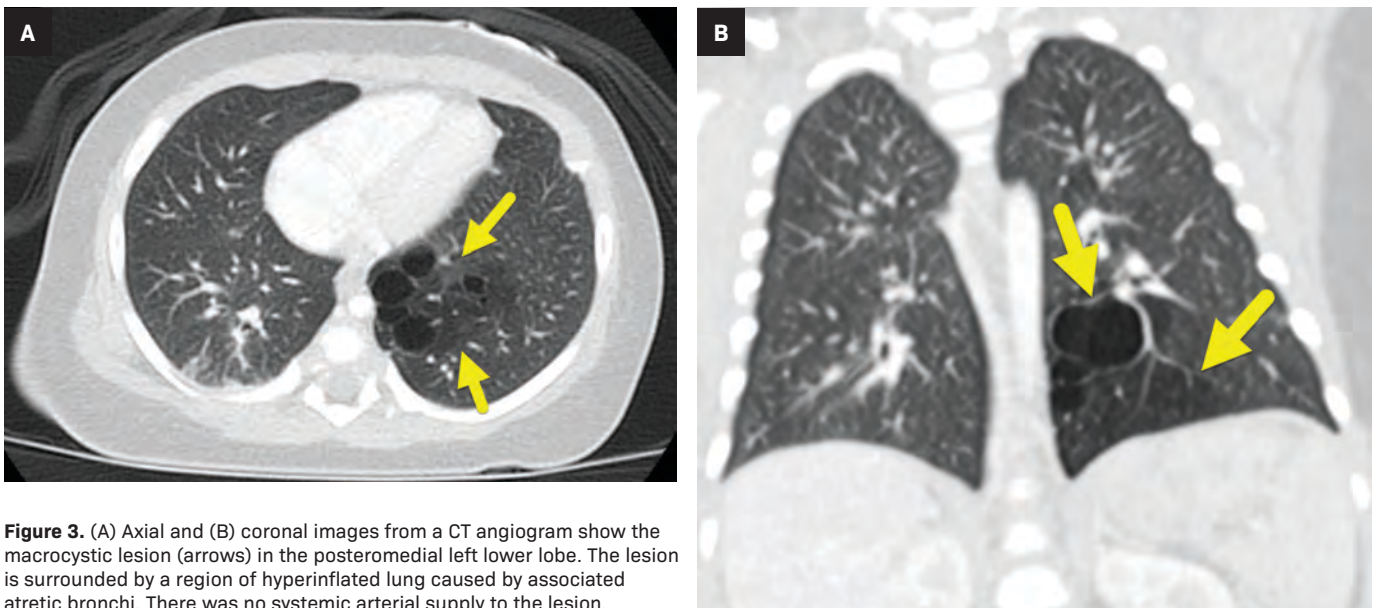 A
B
Figure 3. (A) Axial and (B) coronal images from a CT angiogram show the
macrocystic lesion (arrows) in the posteromedial left lower lobe. The lesion
is surrounded by a region of hyperinflated lung caused by associated
atretic bronchi. There was no systemic arterial supply to the lesion.